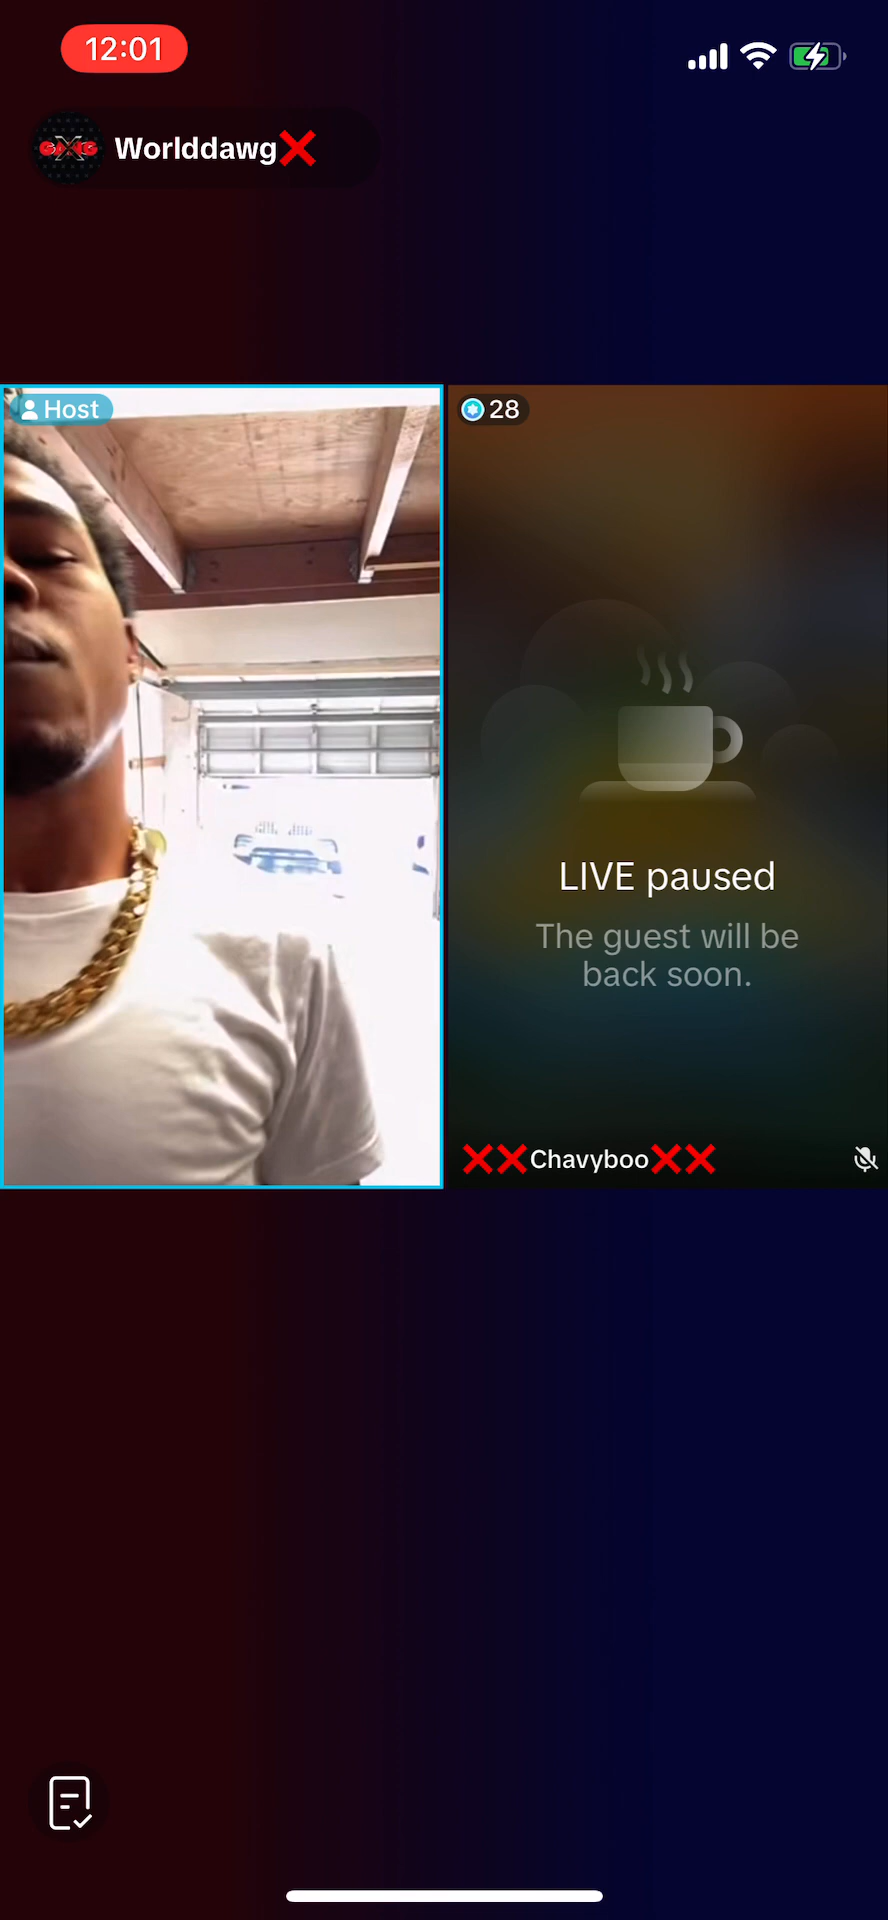 12:01
Worlddawg❌
Host
28
LIVE paused
The guest will be
back soon.
❌❌Chavyboo❌❌